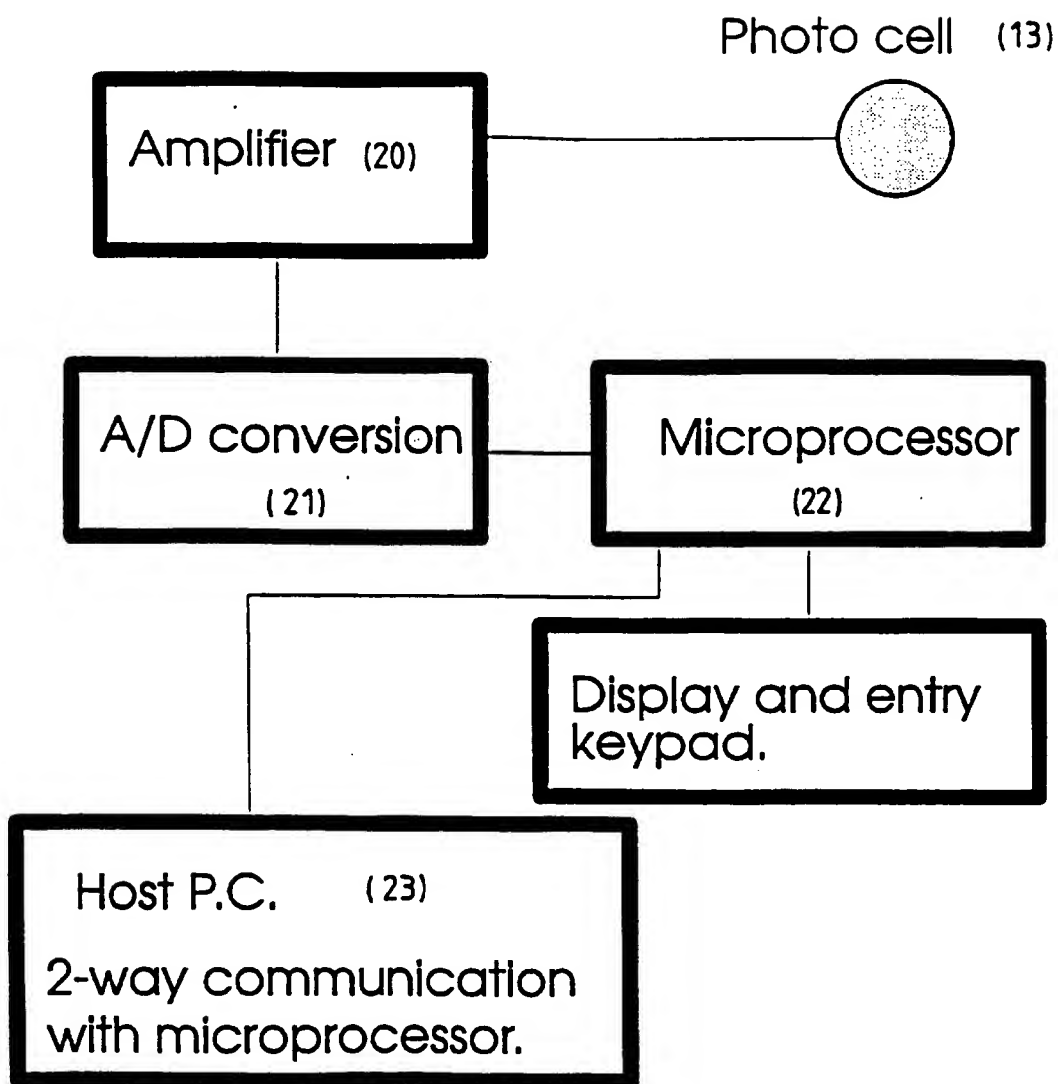 Photo cell (13)
Amplifier (20)
A/D conversion
(21)
Microprocessor
(22)
Display and entry
keypad.
Host P.C. (23)
2-way communication
with microprocessor.